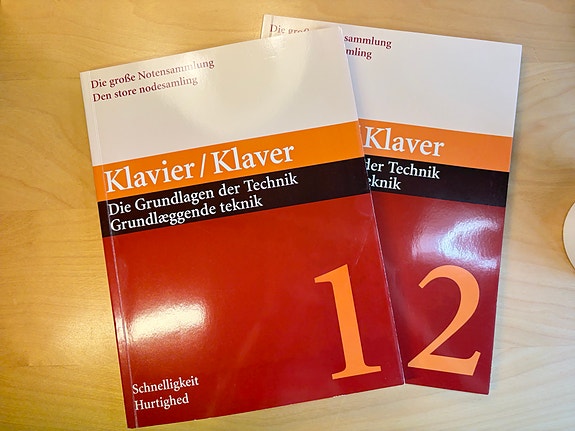 Die große Notensammlung
Den store nodesamling
Klavier / Klaver
Die Grundlagen der Technik
Grundlæggende teknik
1
Schnelligkeit
Hurtighed
Die
Klaver
der Technik
2